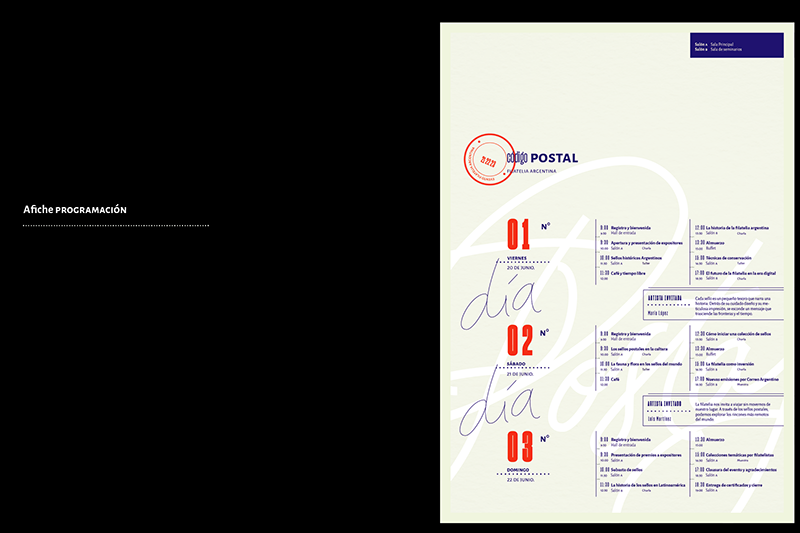 Afiche PROGRAMACIÓN
Salón A Sala Principal
Salón B Sala de seminarios
código POSTAL
FILATELIA ARGENTINA
01 N°
VIERNES
20 DE JUNIO.
día
9:00 Registro y bienvenida
Hall de entrada
9:30 Apertura y presentación de expositores
Salón A Charla
10:00 Sellos históricos Argentinos
Salón A Taller
11:30 Café y tiempo libre
12:00 La historia de la filatelia argentina
Salón A Charla
13:30 Almuerzo
Buffet
Técnicas de conservación
Salón A Taller
17:00 El futuro de la filatelia en la era digital
Salón A Charla
ARTISTA INVITADA
María López
Cada sello es un pequeño tesoro que narra una
historia. Detrás de su cuidado diseño y su me-
ticulosa impresión, se esconde un mensaje que
trasciende las fronteras y el tiempo.
02 N°
SÁBADO
21 DE JUNIO.
día
9:00 Registro y bienvenida
Hall de entrada
9:30 Los sellos postales en la cultura
Salón A Charla
10:00 La fauna y flora en los sellos del mundo
Salón A Taller
11:30 Café
12:30 Cómo iniciar una colección de sellos
Salón A Charla
13:30 Almuerzo
Buffet
La filatelia como inversión
Salón A Charla
17:00 Nuevas emisiones por Correo Argentino
Salón A Muestra
ARTISTA INVITADO
Luis Martínez
La filatelia nos invita a viajar sin movernos de
nuestro lugar. A través de los sellos postales,
podemos explorar los rincones más remotos
del mundo.
03 N°
DOMINGO
22 DE JUNIO.
9:00 Registro y bienvenida
Hall de entrada
9:30 Presentación de premios a expositores
Salón A Charla
10:30 Subasta de sellos
Salón A
11:30 La historia de los sellos en Latinoamérica
Salón A Charla
13:30 Almuerzo
Colecciones temáticas por filatelistas
Salón A Muestra
17:00 Clausura del evento y agradecimientos
Salón A
18:30 Entrega de certificados y cierre
Salón A